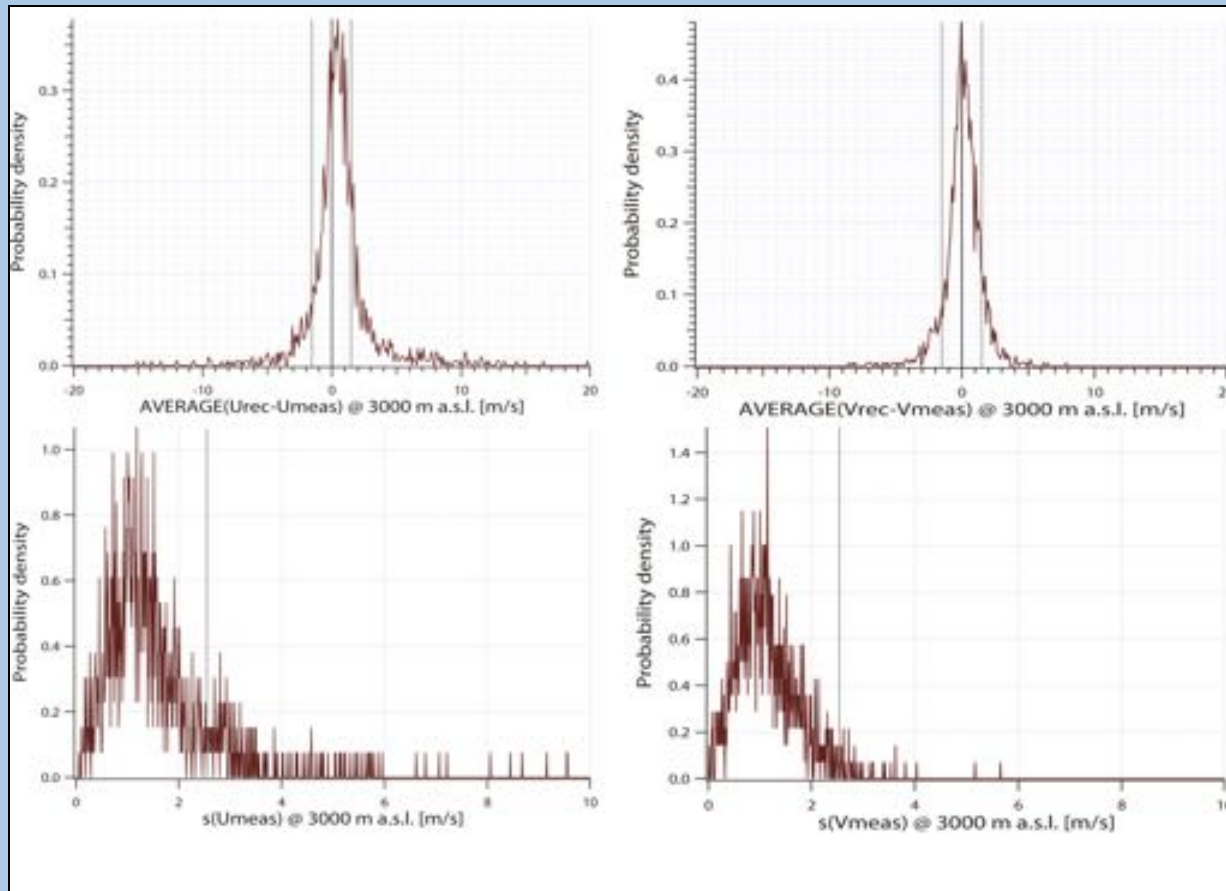 Probability density
0.3
0.2
0.1
0.0
-20 -10 0 10 20
AVERAGE(Urec-Umeas) @ 3000 m a.s.l. [m/s]
Probability density
0.4
0.3
0.2
0.1
0.0
-20 -10 0 10 20
AVERAGE(Vrec-Vmeas) @ 3000 m a.s.l. [m/s]
Probability density
1.0
0.8
0.6
0.4
0.2
0.0
0 2 4 6 8 10
s(Umeas) @ 3000 m a.s.l. [m/s]
Probability density
1.4
1.2
1.0
0.8
0.6
0.4
0.2
0.0
0 2 4 6 8 10
s(Vmeas) @ 3000 m a.s.l. [m/s]